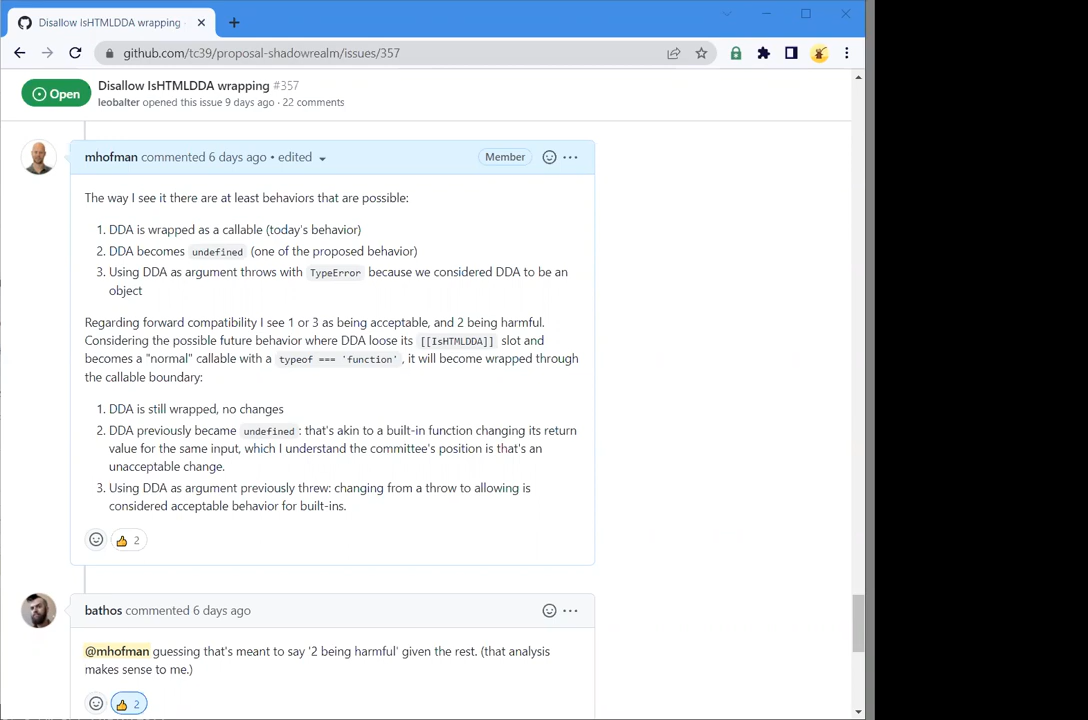 Disallow IsHTMLDDA wrapping
github.com/tc39/proposal-shadowrealm/issues/357
Open
Disallow IsHTMLDDA wrapping #357
leobalter opened this issue 9 days ago · 22 comments
mhofman commented 6 days ago • edited
Member
The way I see it there are at least behaviors that are possible:
1. DDA is wrapped as a callable (today's behavior)
2. DDA becomes undefined (one of the proposed behavior)
3. Using DDA as argument throws with TypeError because we considered DDA to be an
object
Regarding forward compatibility I see 1 or 3 as being acceptable, and 2 being harmful.
Considering the possible future behavior where DDA loose its [[IsHTMLDDA]] slot and
becomes a "normal" callable with a typeof === 'function', it will become wrapped through
the callable boundary:
1. DDA is still wrapped, no changes
2. DDA previously became undefined: that's akin to a built-in function changing its return
value for the same input, which I understand the committee's position is that's an
unacceptable change.
3. Using DDA as argument previously threw: changing from a throw to allowing is
considered acceptable behavior for built-ins.
2
bathos commented 6 days ago
@mhofman guessing that's meant to say '2 being harmful' given the rest. (that analysis
makes sense to me.)
2